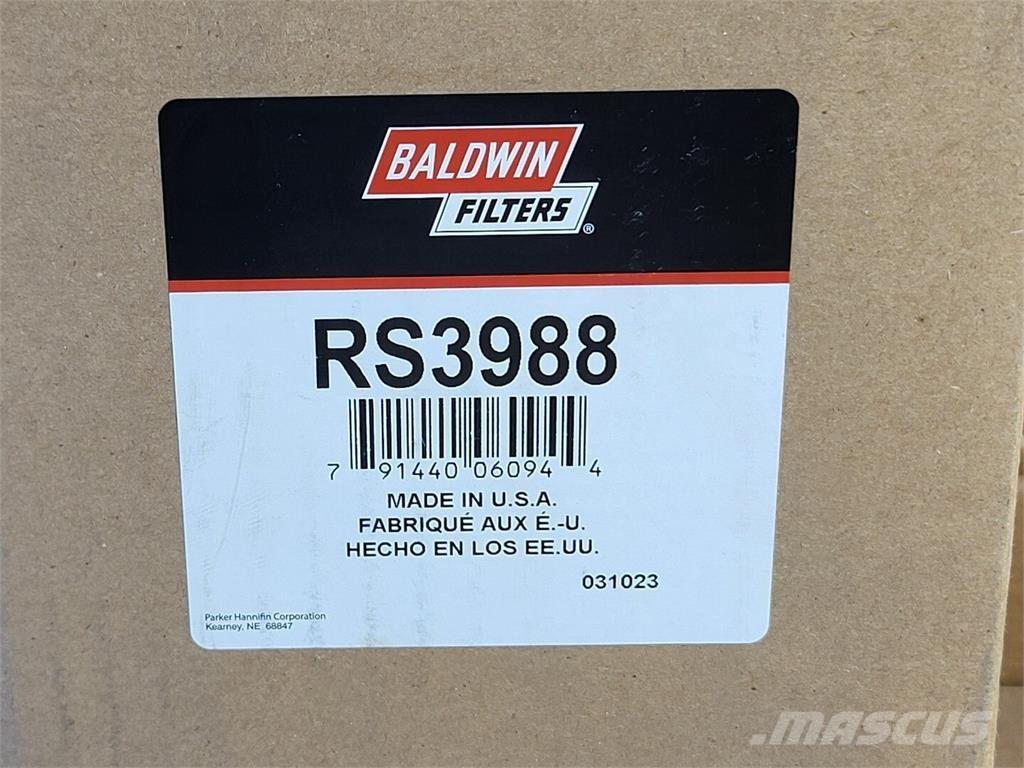 BALDWIN
FILTERS®
RS3988
7 91440 06094 4
MADE IN U.S.A.
FABRIQUÉ AUX É.-U.
HECHO EN LOS EE.UU.
031023
Parker Hannifin Corporation
Kearney, NE 68847
MASCUS